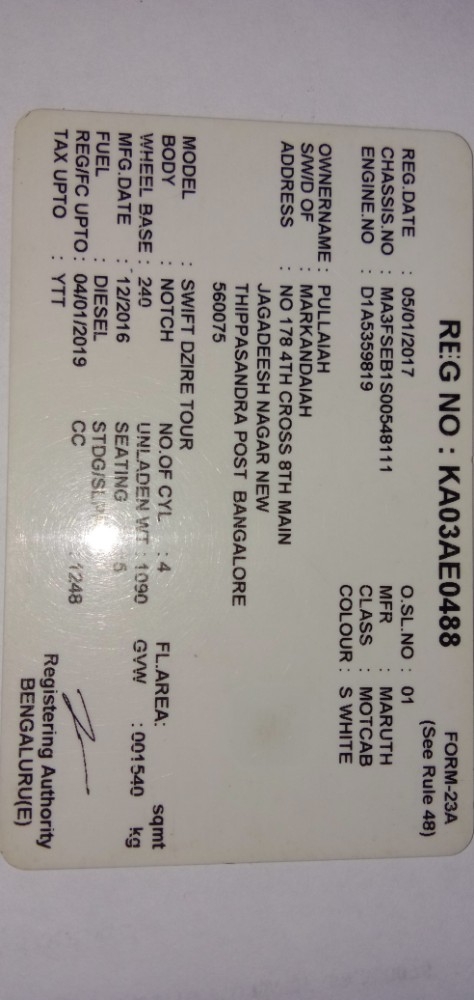 FORM-23A
(See Rule 48)
REG NO : KA03AE0488
REG.DATE : 05/01/2017 O.SL.NO : 01
CHASSIS.NO : MA3FSEB1S00548111 MFR : MARUTH
ENGINE.NO : D1A5359819 CLASS : MOTCAB
COLOUR : S WHITE
OWNERNAME : PULLAIAH
S/W/D OF : MARKANDAIAH
ADDRESS : NO 178 4TH CROSS 8TH MAIN
JAGADEESH NAGAR NEW
THIPPASANDRA POST BANGALORE
560075
MODEL : SWIFT DZIRE TOUR
BODY : NOTCH NO.OF CYL : 4 FL.AREA: sqmt
WHEEL BASE : 240 UNLADEN WT : 1090 GVW : 001540 kg
MFG.DATE : 12/2016 SEATING 5
FUEL : DIESEL
REG/FC UPTO : 04/01/2019 CC : 1248
TAX UPTO : YTT
Registering Authority
BENGALURU(E)